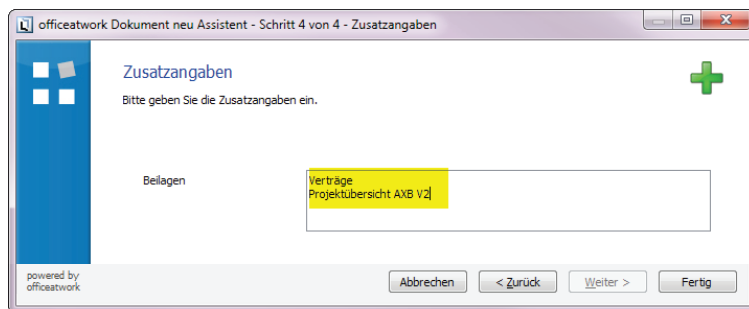 officeatwork Dokument neu Assistent - Schritt 4 von 4 - Zusatzangaben
Zusatzangaben
Bitte geben Sie die Zusatzangaben ein.
Beilagen
Verträge
Projektübersicht AXB V2
powered by
officeatwork
Abbrechen
< Zurück
Weiter >
Fertig